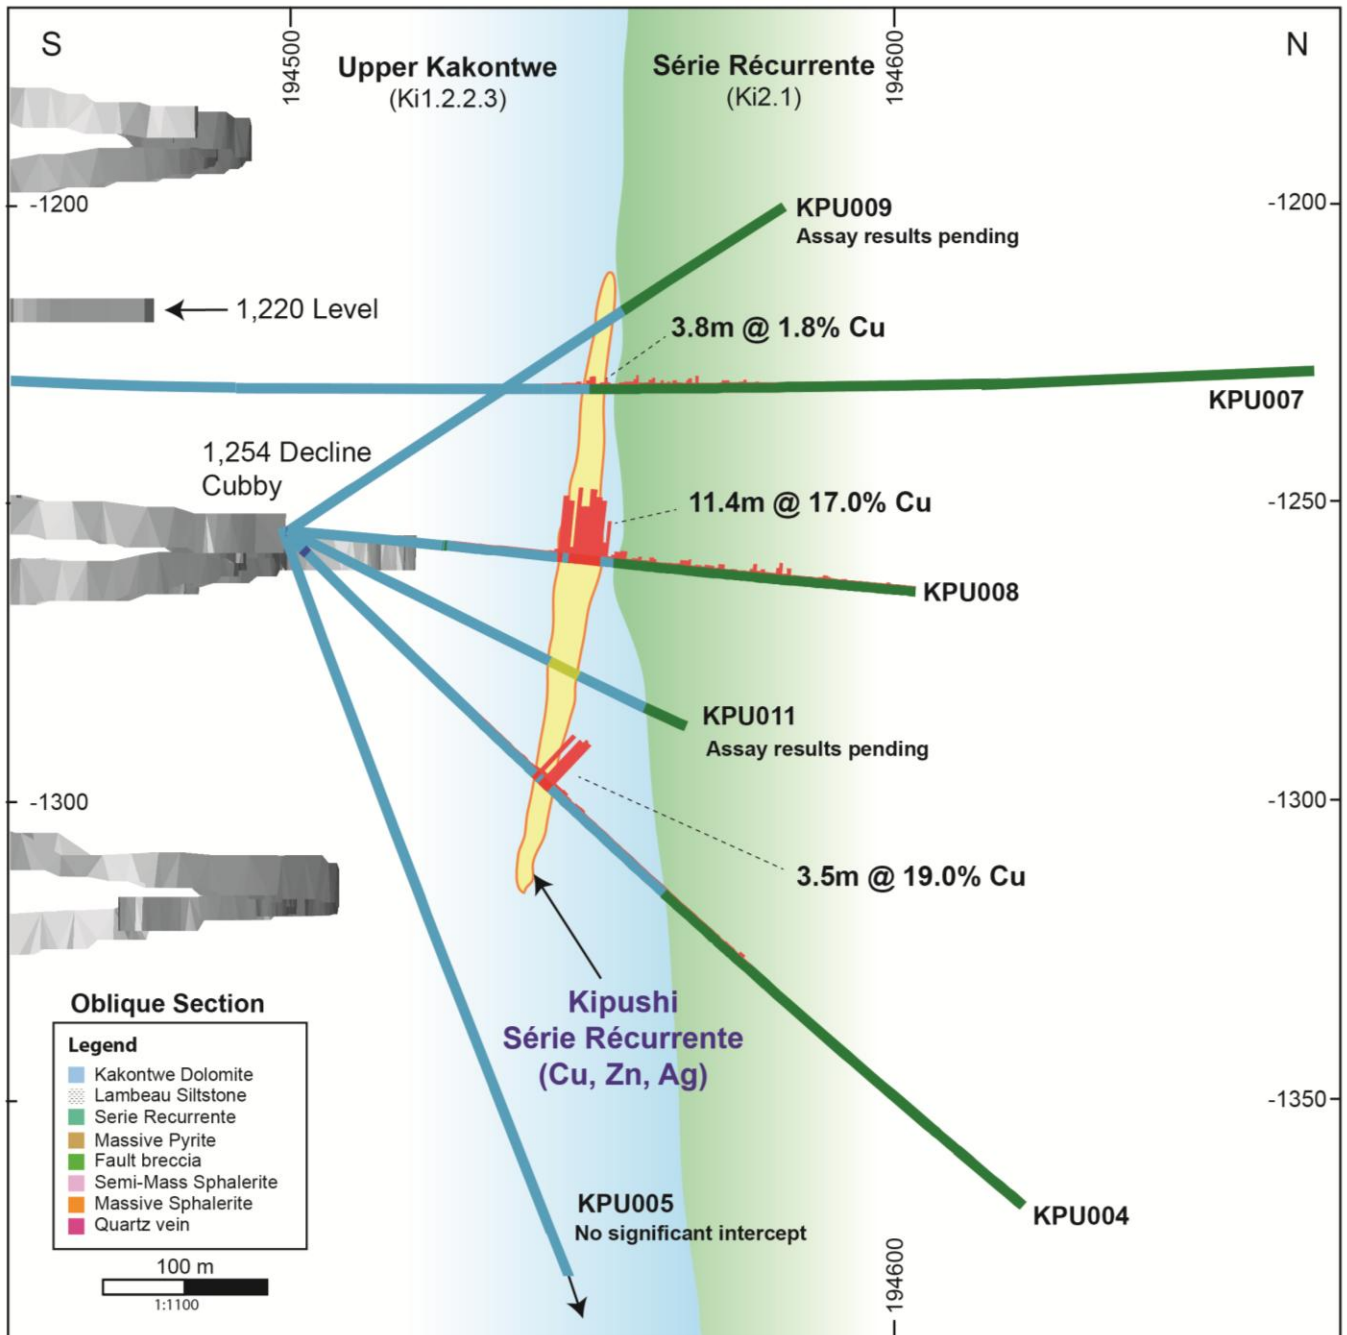 S
194500
Upper Kakontwe
(Ki1.2.2.3)
Série Récurrente
(Ki2.1)
194600
N
-1200
-1200
KPU009
Assay results pending
1,220 Level
3.8m @ 1.8% Cu
KPU007
1,254 Decline
Cubby
11.4m @ 17.0% Cu
-1250
KPU008
KPU011
Assay results pending
-1300
-1300
3.5m @ 19.0% Cu
Kipushi
Série Récurrente
(Cu, Zn, Ag)
-1350
Oblique Section
Legend
Kakontwe Dolomite
Lambeau Siltstone
Serie Recurrente
Massive Pyrite
Fault breccia
Semi-Mass Sphalerite
Massive Sphalerite
Quartz vein
100 m
1:1100
KPU005
No significant intercept
KPU004
194600